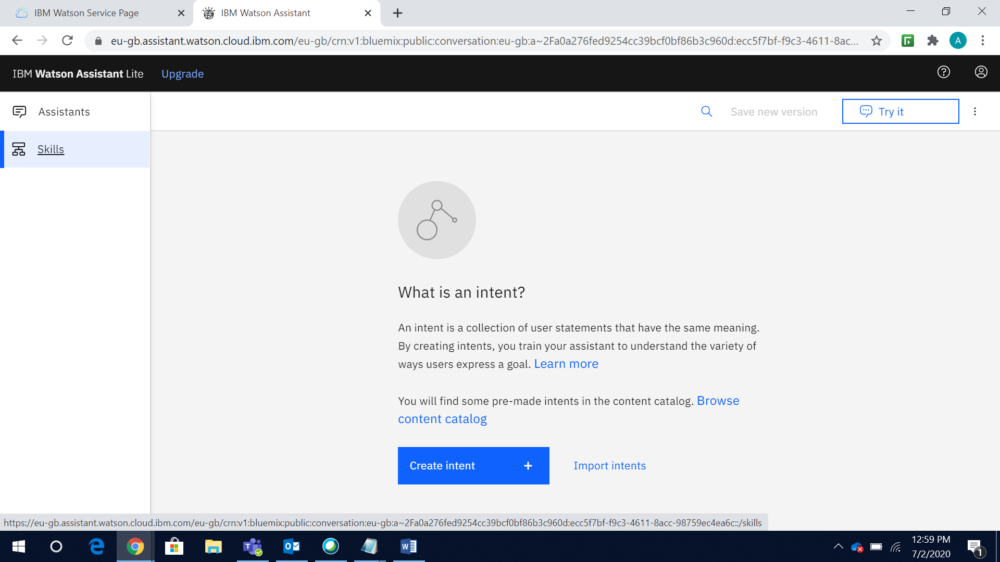 IBM Watson Service Page
IBM Watson Assistant
eu-gb.assistant.watson.cloud.ibm.com/eu-gb/crn:v1:bluemix:public:conversation:eu-gb:a~2Fa0a276fed9254cc39bcf0bf86b3c960d:ecc5f7bf-f9c3-4611-8ac...
A
IBM Watson Assistant Lite
Upgrade
Assistants
Save new version
Try it
Skills
What is an intent?
An intent is a collection of user statements that have the same meaning.
By creating intents, you train your assistant to understand the variety of
ways users express a goal. Learn more
You will find some pre-made intents in the content catalog. Browse
content catalog
Create intent +
Import intents
https://eu-gb.assistant.watson.cloud.ibm.com/eu-gb/crn:v1:bluemix:public:conversation:eu-gb:a~2Fa0a276fed9254cc39bcf0bf86b3c960d:ecc5f7bf-f9c3-4611-8acc-98759ec4ea6c::/skills
12:59 PM
7/2/2020
1